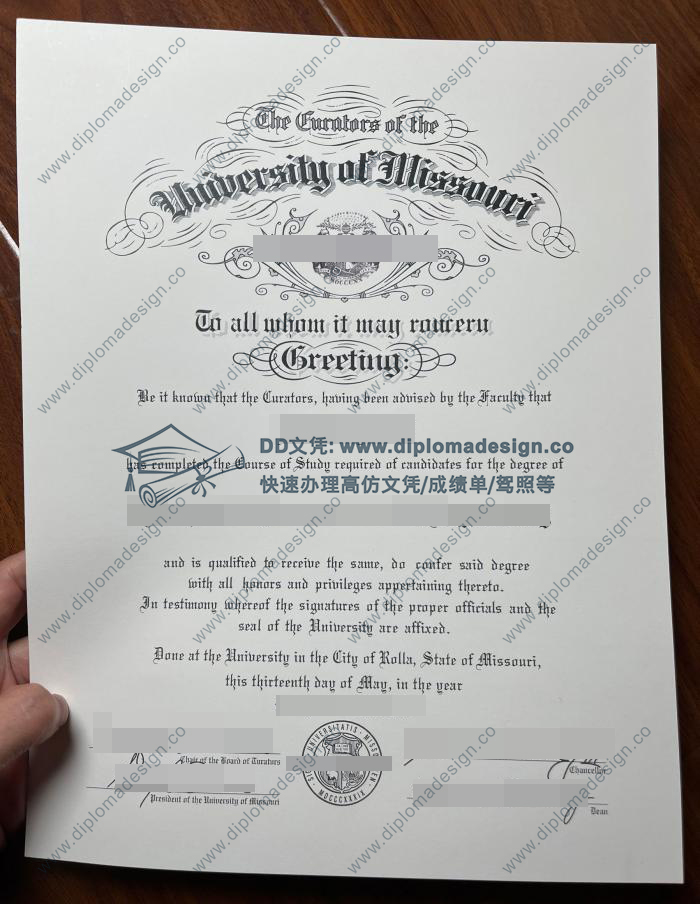 The Curators of the
University of Missouri
MDCCCXX
To all whom it may concern
Greeting:
Be it known that the Curators, having been advised by the Faculty that
DD文凭: www.diplomadesign.co
has completed the Course of Study required of candidates for the degree of
快速办理高仿文凭/成绩单/驾照等
and is qualified to receive the same, do confer said degree
with all honors and privileges appertaining thereto.
In testimony whereof the signatures of the proper officials and the
seal of the University are affixed.
Done at the University in the City of Rolla, State of Missouri,
this thirteenth day of May, in the year
Chair of the Board of Curators
Chancellor
President of the University of Missouri
Dean
UNIVERSITATIS
MDCCCXXXIX
www.diplomadesign.co